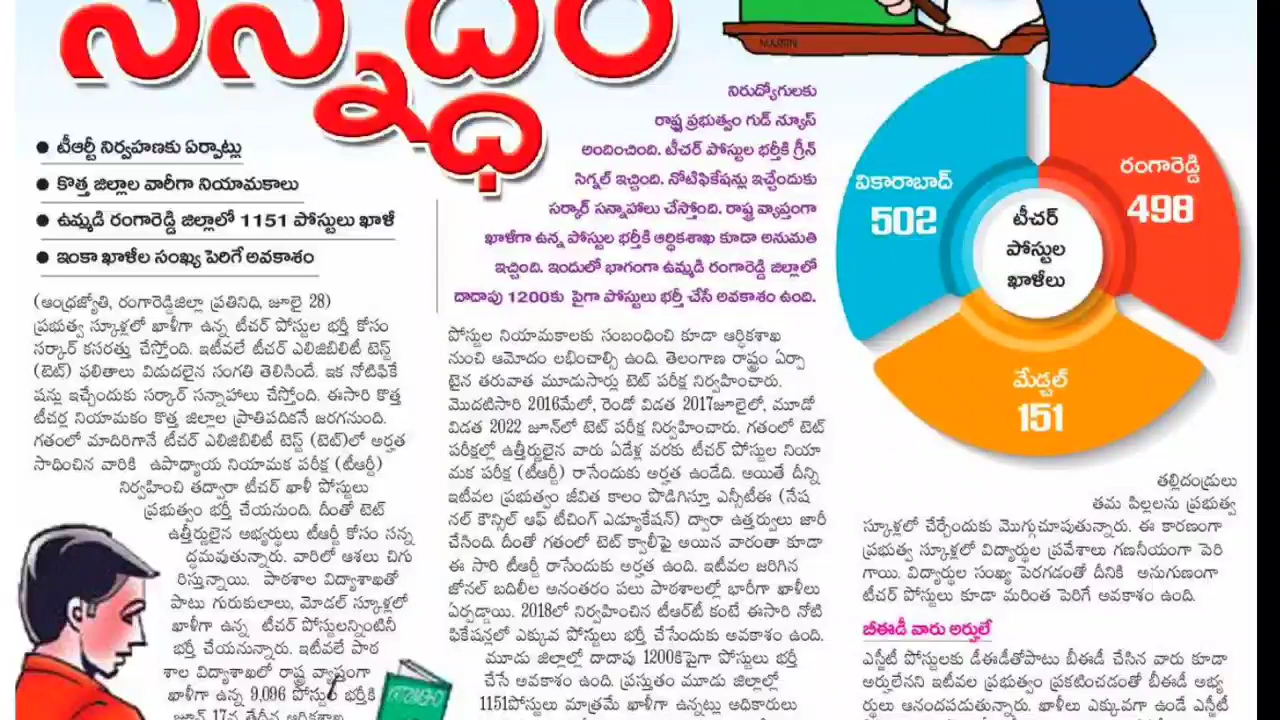 సన్నద్ధం
● టీఆర్టీ నిర్వహణకు ఏర్పాట్లు
● కొత్త జిల్లాల వారీగా నియామకాలు
● ఉమ్మడి రంగారెడ్డి జిల్లాలో 1151 పోస్టులు ఖాళీ
● ఇంకా ఖాళీల సంఖ్య పెరిగే అవకాశం
(ఆంధ్రజ్యోతి, రంగారెడ్డిజిల్లా ప్రతినిధి, జూలై 28)
ప్రభుత్వ స్కూళ్లలో ఖాళీగా ఉన్న టీచర్ పోస్టుల భర్తీ కోసం
సర్కార్ కసరత్తు చేస్తోంది. ఇటీవలే టీచర్ ఎలిజిబిలిటీ టెస్ట్
(టెట్) ఫలితాలు విడుదలైన సంగతి తెలిసిందే. ఇక నోటిఫికే
షన్లు ఇచ్చేందుకు సర్కార్ సన్నాహాలు చేస్తోంది. ఈసారి కొత్త
టీచర్ల నియామకం కొత్త జిల్లాల ప్రాతిపదికనే జరగనుంది.
గతంలో మాదిరిగానే టీచర్ ఎలిజిబిలిటీ టెస్ట్ (టెట్)లో అర్హత
సాధించిన వారికి ఉపాధ్యాయ నియామక పరీక్ష (టీఆర్టీ)
నిర్వహించి తద్వారా టీచర్ ఖాళీ పోస్టులు
ప్రభుత్వం భర్తీ చేయనుంది. దీంతో టెట్
ఉత్తీర్ణులైన అభ్యర్థులు టీఆర్టీ కోసం సన్న
ద్ధమవుతున్నారు. వారిలో ఆశలు చిగు
రిస్తున్నాయి. పాఠశాల విద్యాశాఖతో
పాటు గురుకులాలు, మోడల్ స్కూళ్లలో
ఖాళీగా ఉన్న టీచర్ పోస్టులన్నింటినీ
భర్తీ చేయనున్నారు. ఇటీవలే పాఠ
శాల విద్యాశాఖలో రాష్ట్ర వ్యాప్తంగా
ఖాళీగా ఉన్న 9,096 పోస్టుల భర్తీకి
జూన్ 17న తేదీన ఆర్థికశాఖ
నిరుద్యోగులకు
రాష్ట్ర ప్రభుత్వం గుడ్ న్యూస్
అందించింది. టీచర్ పోస్టుల భర్తీకి గ్రీన్
సిగ్నల్ ఇచ్చింది. నోటిఫికేషన్లు ఇచ్చేందుకు
సర్కార్ సన్నాహాలు చేస్తోంది. రాష్ట్ర వ్యాప్తంగా
ఖాళీగా ఉన్న పోస్టుల భర్తీకి ఆర్థికశాఖ కూడా అనుమతి
ఇచ్చింది. ఇందులో భాగంగా ఉమ్మడి రంగారెడ్డి జిల్లాలో
దాదాపు 1200కు పైగా పోస్టులు భర్తీ చేసే అవకాశం ఉంది.
పోస్టుల నియామకాలకు సంబంధించి కూడా ఆర్థికశాఖ
నుంచి ఆమోదం లభించాల్సి ఉంది. తెలంగాణ రాష్ట్రం ఏర్పా
టైన తరువాత మూడుసార్లు టెట్ పరీక్ష నిర్వహించారు.
మొదటిసారి 2016మేలో, రెండో విడత 2017జూలైలో, మూడో
విడత 2022 జూన్‌లో టెట్ పరీక్ష నిర్వహించారు. గతంలో టెట్
పరీక్షల్లో ఉత్తీర్ణులైన వారు ఏడేళ్ల వరకు టీచర్ పోస్టుల నియా
మక పరీక్ష (టీఆర్టీ) రాసేందుకు అర్హత ఉండేది. అయితే దీన్ని
ఇటీవల ప్రభుత్వం జీవిత కాలం పొడిగిస్తూ ఎన్సీటీఈ (నేష
నల్ కౌన్సిల్ ఆఫ్ టీచింగ్ ఎడ్యూకేషన్) ద్వారా ఉత్తర్వులు జారీ
చేసింది. దీంతో గతంలో టెట్ క్వాలీఫై అయిన వారంతా కూడా
ఈ సారి టీఆర్టీ రాసేందుకు అర్హత ఉంది. ఇటీవల జరిగిన
జోనల్ బదిలీల అనంతరం పలు పాఠశాలల్లో భారీగా ఖాళీలు
ఏర్పడ్డాయి. 2018లో నిర్వహించిన టీఆర్‌టీ కంటే ఈసారి నోటి
ఫికేషన్లలో ఎక్కువ పోస్టులు భర్తీ చేసేందుకు అవకాశం ఉంది.
మూడు జిల్లాల్లో దాదాపు 1200కిపైగా పోస్టులు భర్తీ
చేసే అవకాశం ఉంది. ప్రస్తుతం మూడు జిల్లాల్లో
1151పోస్టులు మాత్రమే ఖాళీగా ఉన్నట్లు అధికారులు
వికారాబాద్
502
రంగారెడ్డి
498
టీచర్
పోస్టుల
ఖాళీలు
మేడ్చల్
151
తల్లిదండ్రులు
తమ పిల్లలను ప్రభుత్వ
స్కూళ్లలో చేర్చేందుకు మొగ్గుచూపుతున్నారు. ఈ కారణంగా
ప్రభుత్వ స్కూళ్లలో విద్యార్థుల ప్రవేశాలు గణనీయంగా పెరి
గాయి. విద్యార్థుల సంఖ్య పెరగడంతో దీనికి అనుగుణంగా
టీచర్ పోస్టులు కూడా మరింత పెరిగే అవకాశం ఉంది.
బీఈడీ వారు అర్హులే
ఎస్జీటీ పోస్టులకు డీఈడీతోపాటు బీఈడీ చేసిన వారు కూడా
అర్హులేనని ఇటీవల ప్రభుత్వం ప్రకటించడంతో బీఈడీ అభ్య
ర్థులు ఆనందపడుతున్నారు. ఖాళీలు ఎక్కువగా ఉండే ఎస్జీటీ